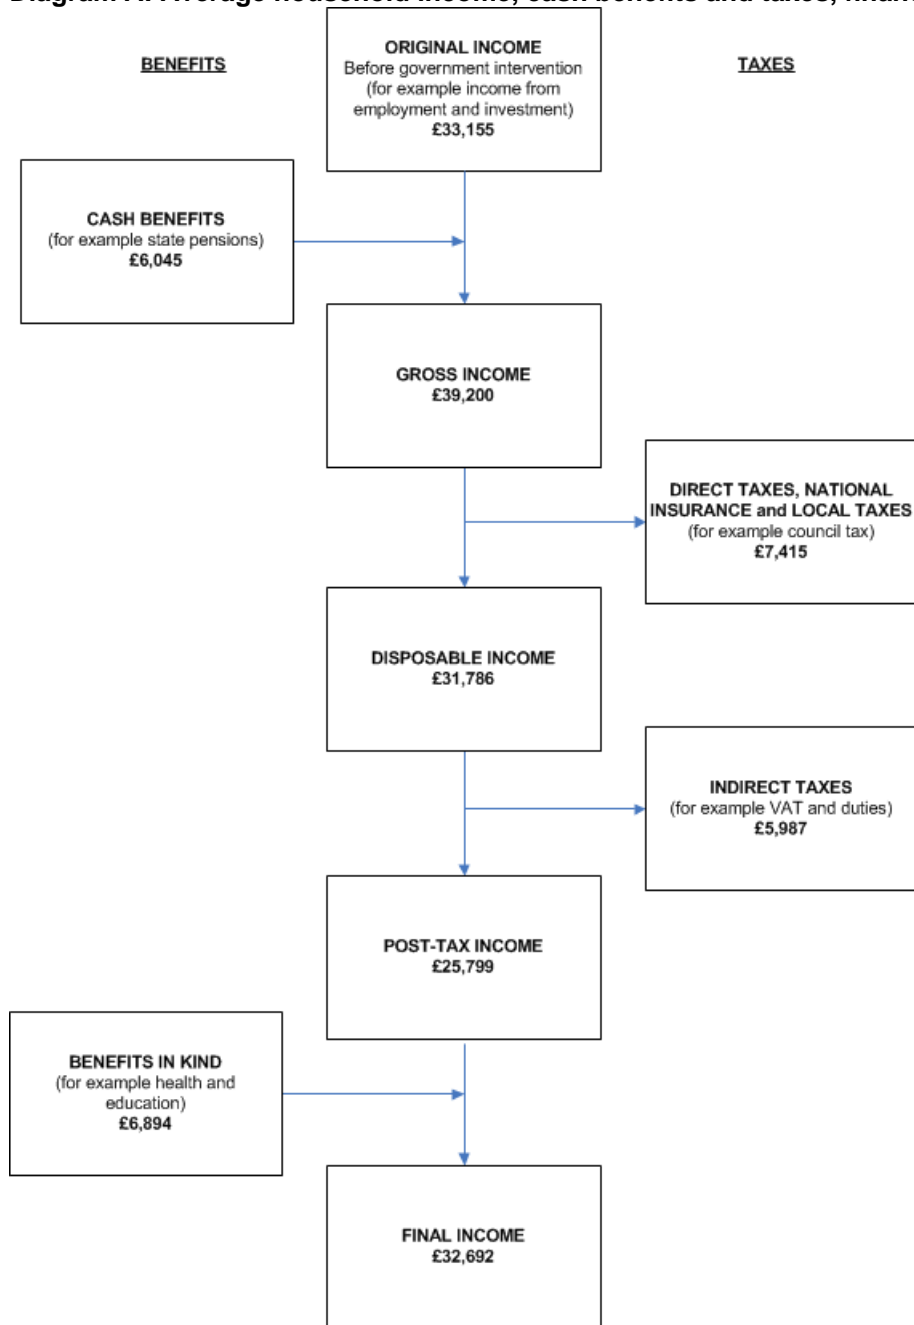 BENEFITS
ORIGINAL INCOME
Before government intervention
(for example income from
employment and investment)
£33,155
TAXES
CASH BENEFITS
(for example state pensions)
£6,045
GROSS INCOME
£39,200
DIRECT TAXES, NATIONAL
INSURANCE and LOCAL TAXES
(for example council tax)
£7,415
DISPOSABLE INCOME
£31,786
INDIRECT TAXES
(for example VAT and duties)
£5,987
POST-TAX INCOME
£25,799
BENEFITS IN KIND
(for example health and
education)
£6,894
FINAL INCOME
£32,692